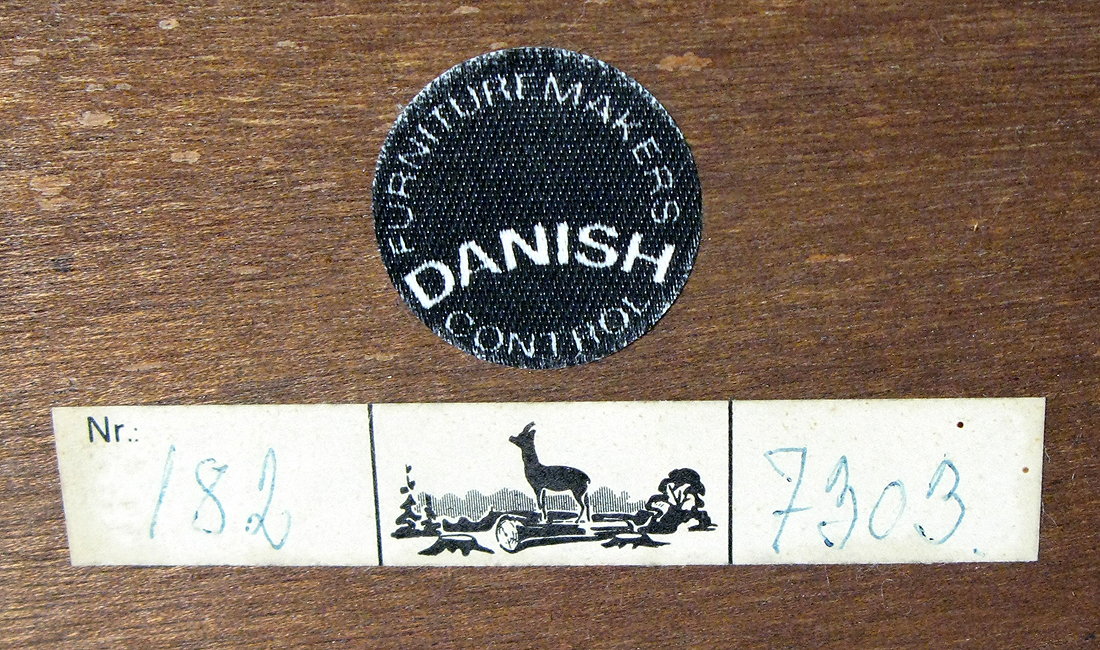 FURNITUREMAKERS
DANISH
CONTROL
Nr.:
182
7303.